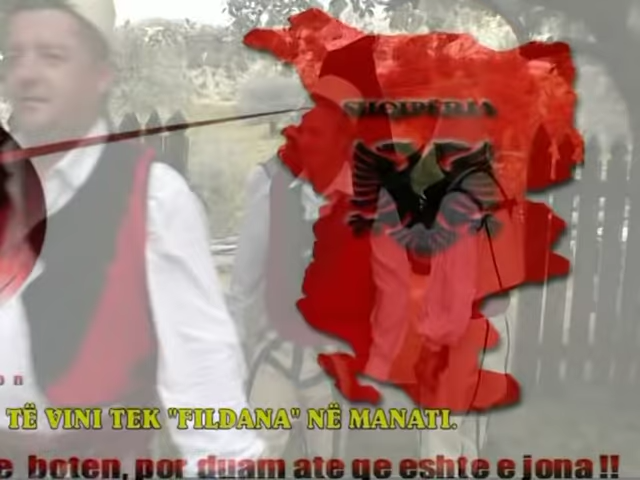 SHQIPËRIA
o n
TË VINI TEK "FILDANA" NË MANATI.
e boten, por duam ate qe eshte e jona!!